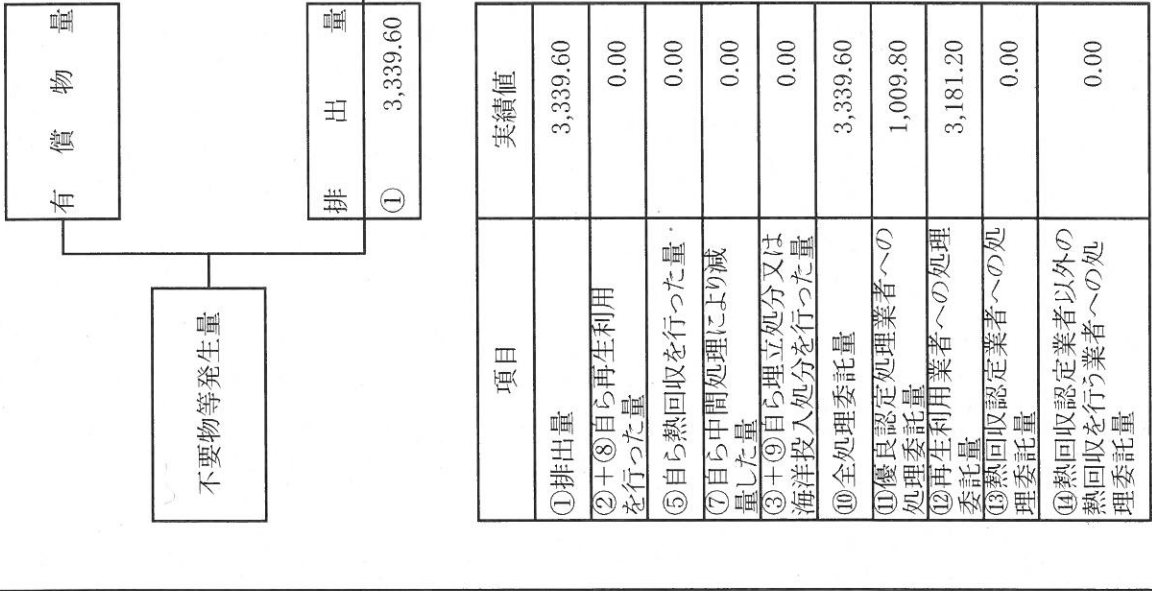 有償物量
不要物等発生量
排出量
① 3,339.60
項目 実績値
①排出量 3,339.60
②+⑧自ら再生利用
を行った量 0.00
⑤自ら熱回収を行った量 0.00
⑦自ら中間処理により減
量した量 0.00
③+⑨自ら埋立処分又は
海洋投入処分を行った量 0.00
⑩全処理委託量 3,339.60
⑪優良認定処理業者への
処理委託量 1,009.80
⑫再生利用業者への処理
委託量 3,181.20
⑬熱回収認定業者への処
理委託量 0.00
⑭熱回収認定業者以外の
熱回収を行う業者への処
理委託量 0.00